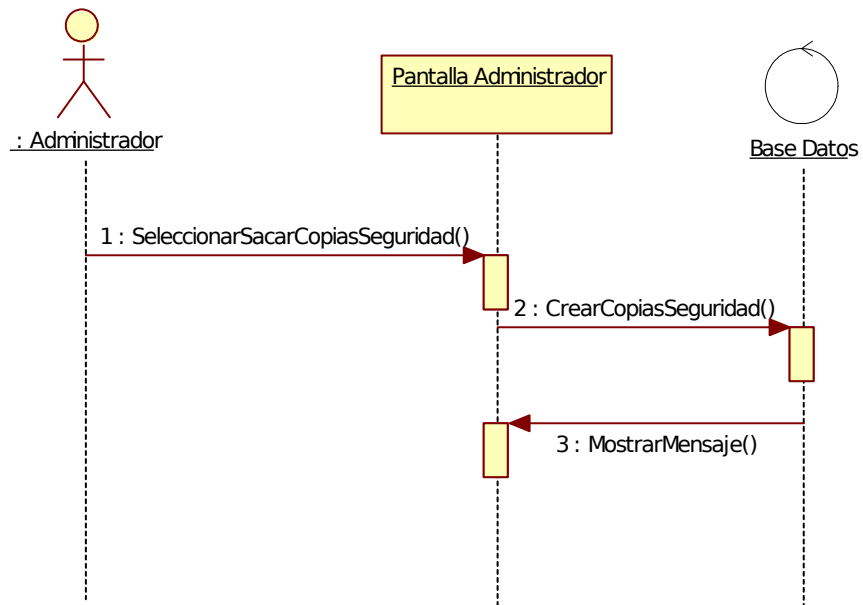 Pantalla Administrador
: Administrador
Base Datos
1 : SeleccionarSacarCopiasSeguridad()
2 : CrearCopiasSeguridad()
3 : MostrarMensaje()